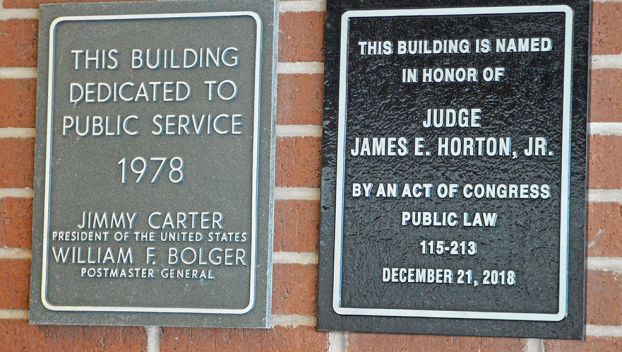 THIS BUILDING
DEDICATED TO
PUBLIC SERVICE
1978
JIMMY CARTER
PRESIDENT OF THE UNITED STATES
WILLIAM F. BOLGER
POSTMASTER GENERAL
THIS BUILDING IS NAMED
IN HONOR OF
JUDGE
JAMES E. HORTON, JR.
BY AN ACT OF CONGRESS
PUBLIC LAW
115-213
DECEMBER 21, 2018